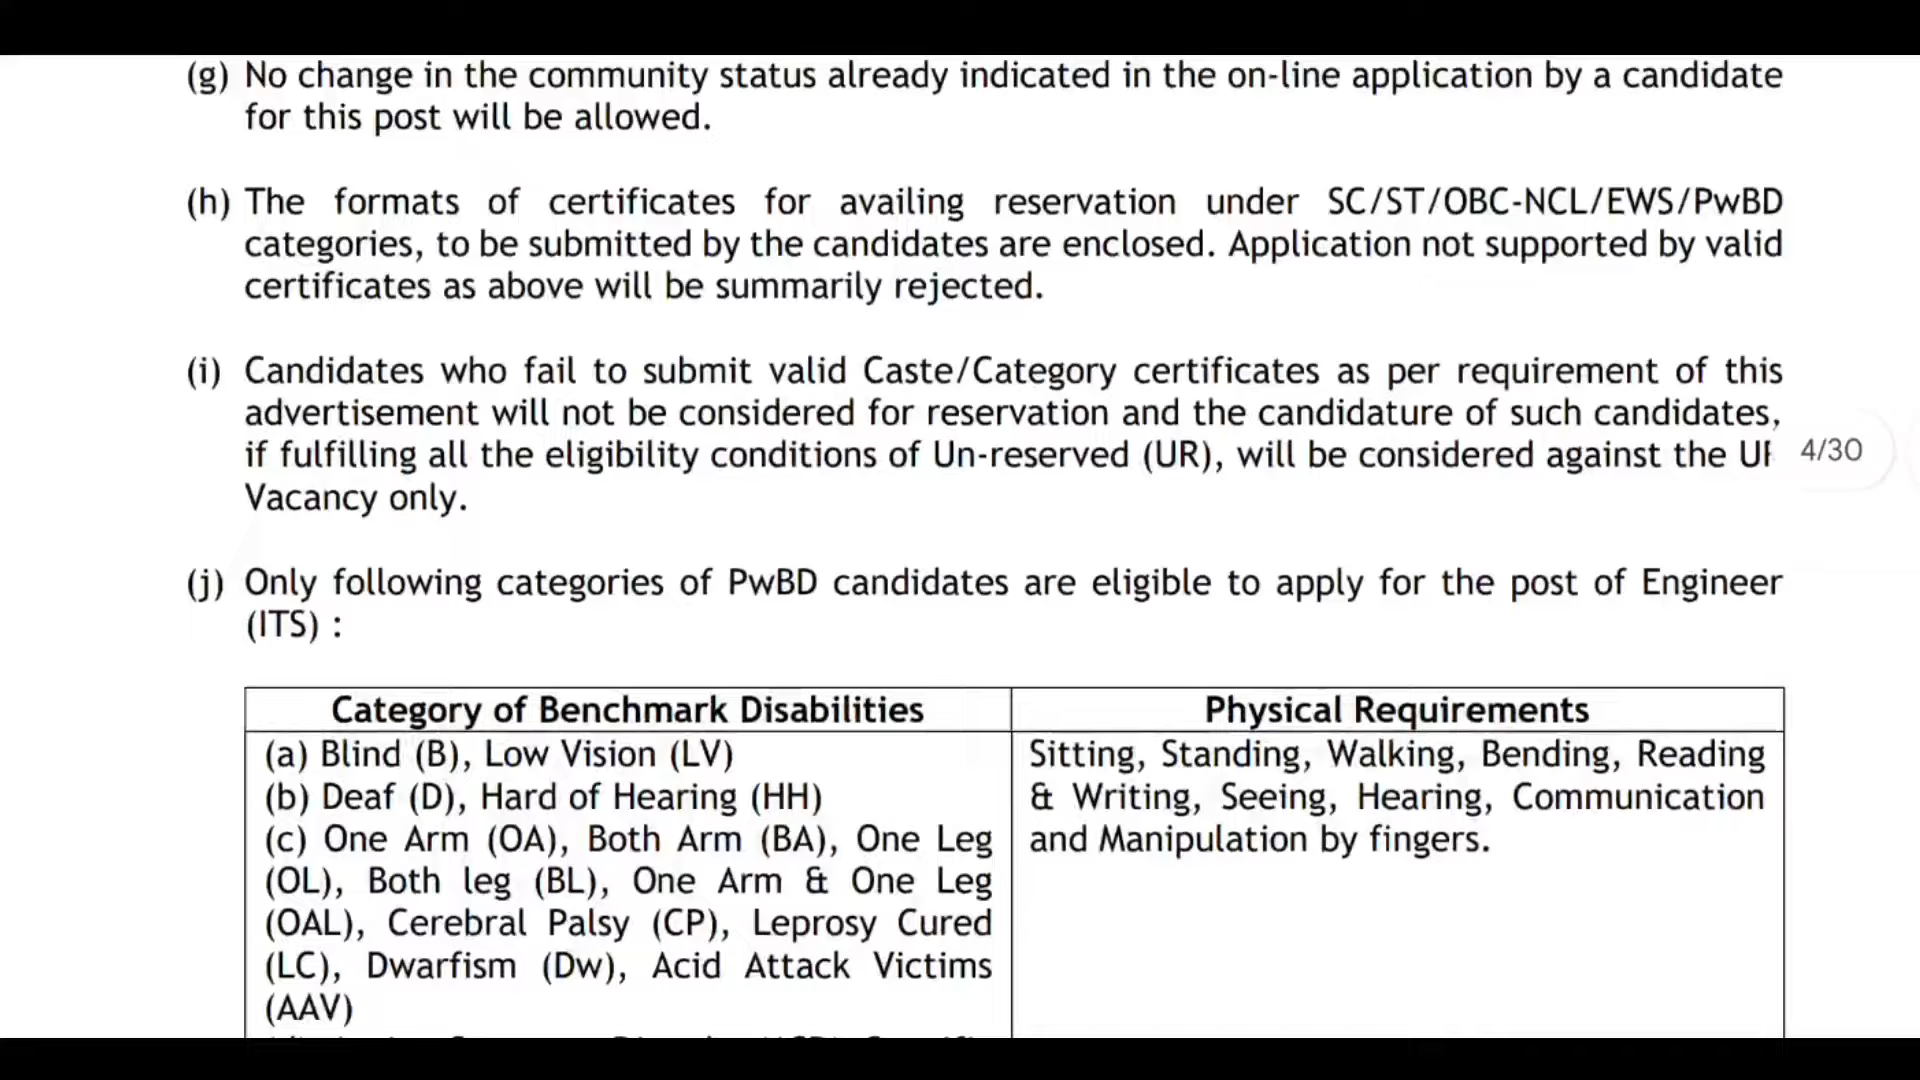 (g) No change in the community status already indicated in the on-line application by a candidate
for this post will be allowed.
(h) The formats of certificates for availing reservation under SC/ST/OBC-NCL/EWS/PwBD
categories, to be submitted by the candidates are enclosed. Application not supported by valid
certificates as above will be summarily rejected.
(i) Candidates who fail to submit valid Caste/Category certificates as per requirement of this
advertisement will not be considered for reservation and the candidature of such candidates,
if fulfilling all the eligibility conditions of Un-reserved (UR), will be considered against the
4/30
Vacancy only.
(j) Only following categories of PwBD candidates are eligible to apply for the post of Engineer
(ITS) :
Category of Benchmark Disabilities
(a) Blind (B), Low Vision (LV)
(b) Deaf (D), Hard of Hearing (HH)
(c) One Arm (OA), Both Arm (BA), One Leg
(OL), Both leg (BL), One Arm & One Leg
(OAL), Cerebral Palsy (CP), Leprosy Cured
(LC), Dwarfism (Dw), Acid Attack Victims
(AAV)
Physical Requirements
Sitting, Standing, Walking, Bending, Reading
& Writing, Seeing, Hearing, Communication
and Manipulation by fingers.